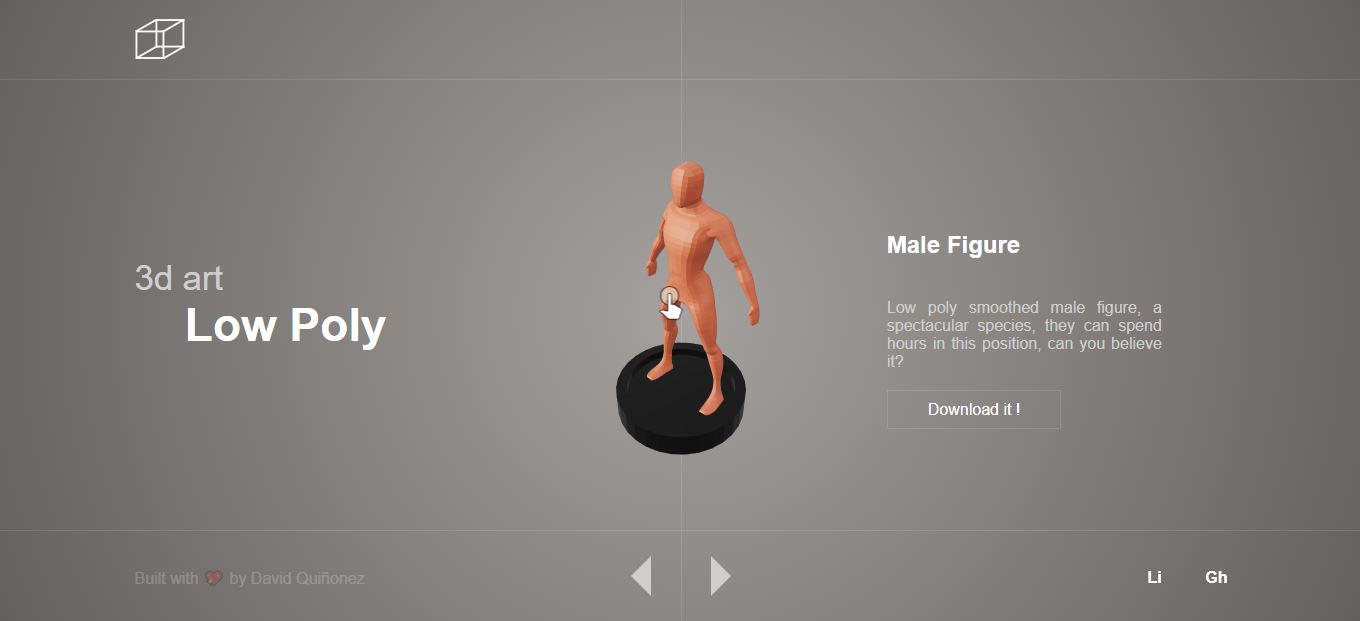 3d art
Low Poly
Male Figure
Low poly smoothed male figure, a
spectacular species, they can spend
hours in this position, can you believe
it?
Download it !
Built with 💖 by David Quiñonez
Li
Gh